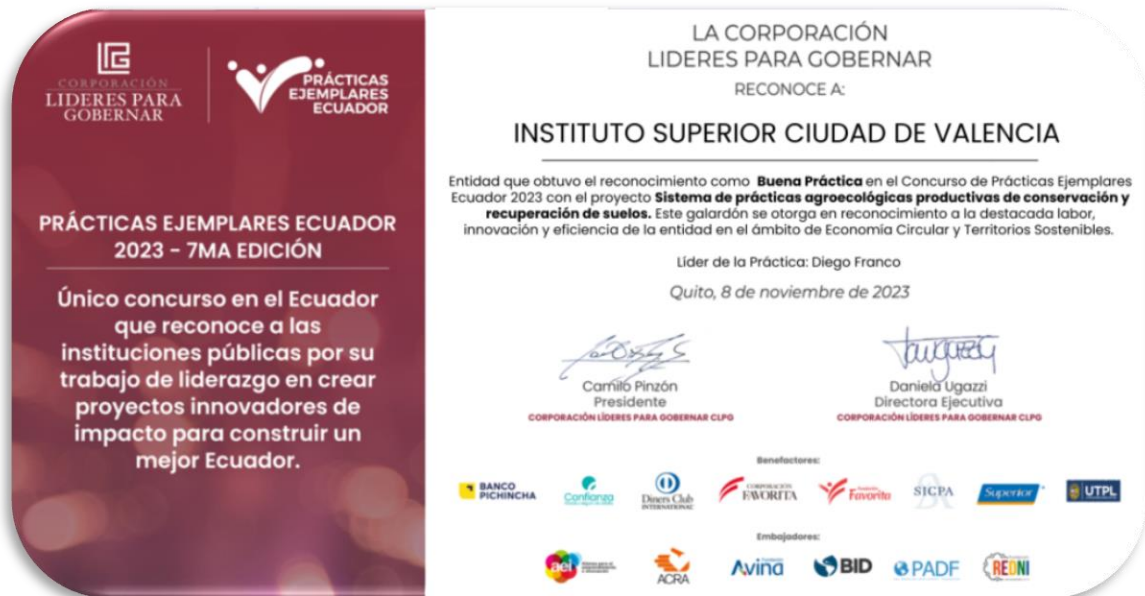 CORPORACIÓN
LIDERES PARA
GOBERNAR
PRÁCTICAS
EJEMPLARES
ECUADOR
PRÁCTICAS EJEMPLARES ECUADOR
2023 - 7MA EDICIÓN
Único concurso en el Ecuador
que reconoce a las
instituciones públicas por su
trabajo de liderazgo en crear
proyectos innovadores de
impacto para construir un
mejor Ecuador.
LA CORPORACIÓN
LIDERES PARA GOBERNAR
RECONOCE A:
INSTITUTO SUPERIOR CIUDAD DE VALENCIA
Entidad que obtuvo el reconocimiento como Buena Práctica en el Concurso de Prácticas Ejemplares
Ecuador 2023 con el proyecto Sistema de prácticas agroecológicas productivas de conservación y
recuperación de suelos. Este galardón se otorga en reconocimiento a la destacada labor,
innovación y eficiencia de la entidad en el ámbito de Economía Circular y Territorios Sostenibles.
Líder de la Práctica: Diego Franco
Quito, 8 de noviembre de 2023
Camilo Pinzón
Presidente
CORPORACIÓN LÍDERES PARA GOBERNAR CLPG
Daniela Ugazzi
Directora Ejecutiva
CORPORACIÓN LÍDERES PARA GOBERNAR CLPG
Benefactores:
BANCO
PICHINCHA
Confianza
Diners Club
INTERNATIONAL
CORPORACIÓN
FAVORITA
Fundación
Favorita
SICPA
Superior
UTPL
Embajadores:
aei
ACRA
Fundación
Avina
BID
PADF
REDNI